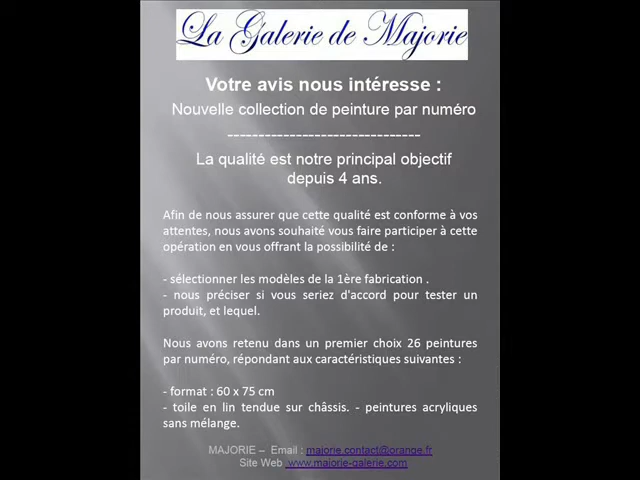 La Galerie de Majorie
Votre avis nous intéresse :
Nouvelle collection de peinture par numéro
-------------------------------
La qualité est notre principal objectif
depuis 4 ans.
Afin de nous assurer que cette qualité est conforme à vos
attentes, nous avons souhaité vous faire participer à cette
opération en vous offrant la possibilité de :
- sélectionner les modèles de la 1ère fabrication .
- nous préciser si vous seriez d'accord pour tester un
produit, et lequel.
Nous avons retenu dans un premier choix 26 peintures
par numéro, répondant aux caractéristiques suivantes :
- format : 60 x 75 cm
- toile en lin tendue sur châssis. - peintures acryliques
sans mélange.
MAJORIE – Email : majorie.contact@orange.fr
Site Web www.majorie-galerie.com